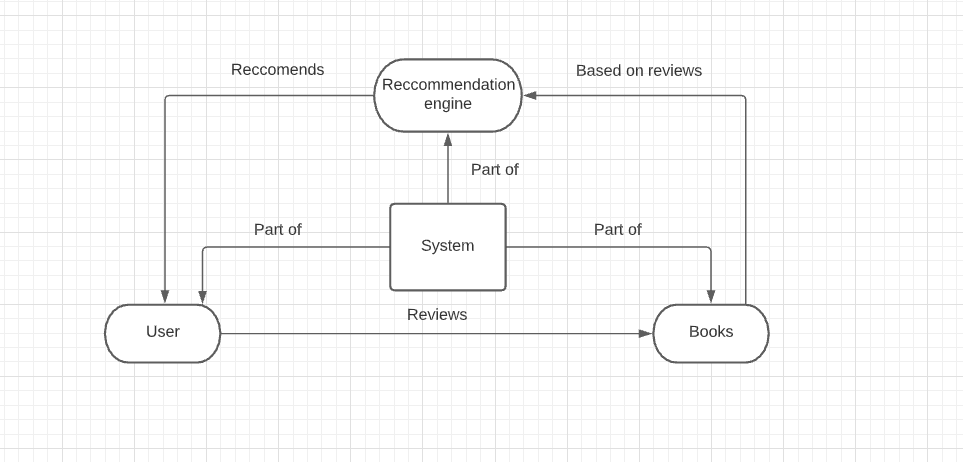 Reccomends
Based on reviews
Reccommendation
engine
Part of
Part of
Part of
System
Reviews
User
Books